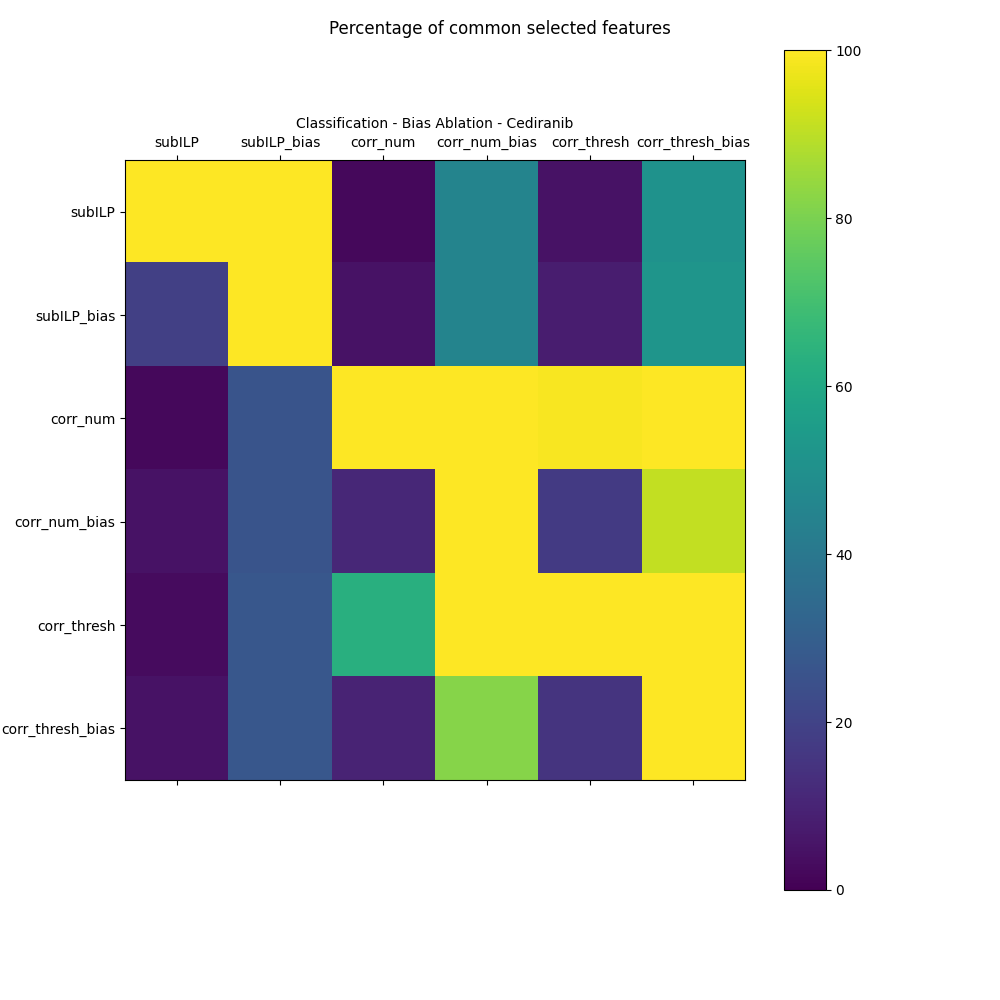 Percentage of common selected features
Classification - Bias Ablation - Cediranib
subILP subILP_bias corr_num corr_num_bias corr_thresh corr_thresh_bias
subILP
subILP_bias
corr_num
corr_num_bias
corr_thresh
corr_thresh_bias
100
80
60
40
20
0